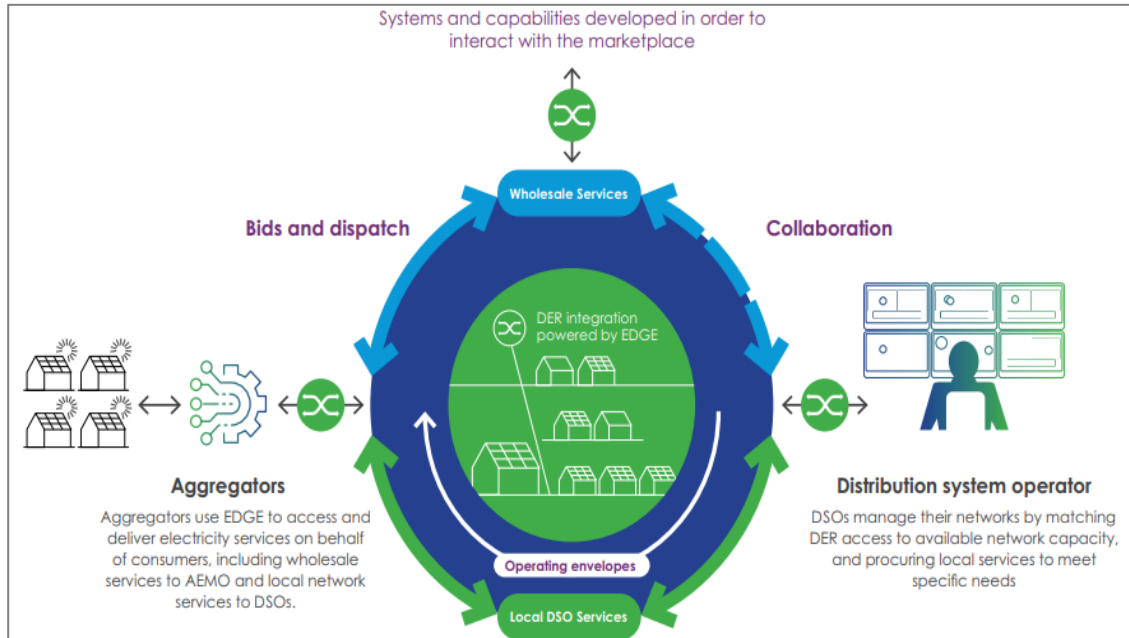 Systems and capabilities developed in order to
interact with the marketplace
Wholesale Services
Bids and dispatch
Collaboration
DER integration
powered by EDGE
Aggregators
Aggregators use EDGE to access and
deliver electricity services on behalf
of consumers, including wholesale
services to AEMO and local network
services to DSOs.
Distribution system operator
DSOs manage their networks by matching
DER access to available network capacity,
and procuring local services to meet
specific needs
Operating envelopes
Local DSO Services